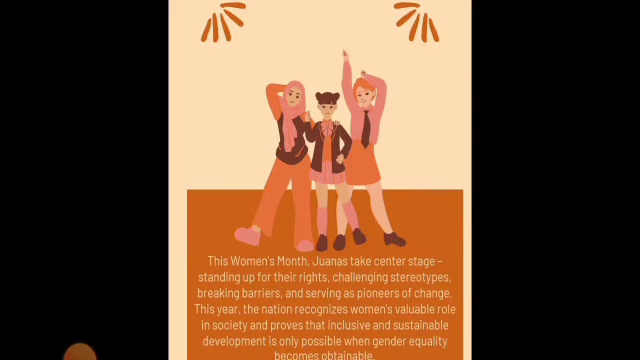 This Women's Month, Juanas take center stage –
standing up for their rights, challenging stereotypes,
breaking barriers, and serving as pioneers of change.
This year, the nation recognizes women's valuable role
in society and proves that inclusive and sustainable
development is only possible when gender equality
becomes obtainable.